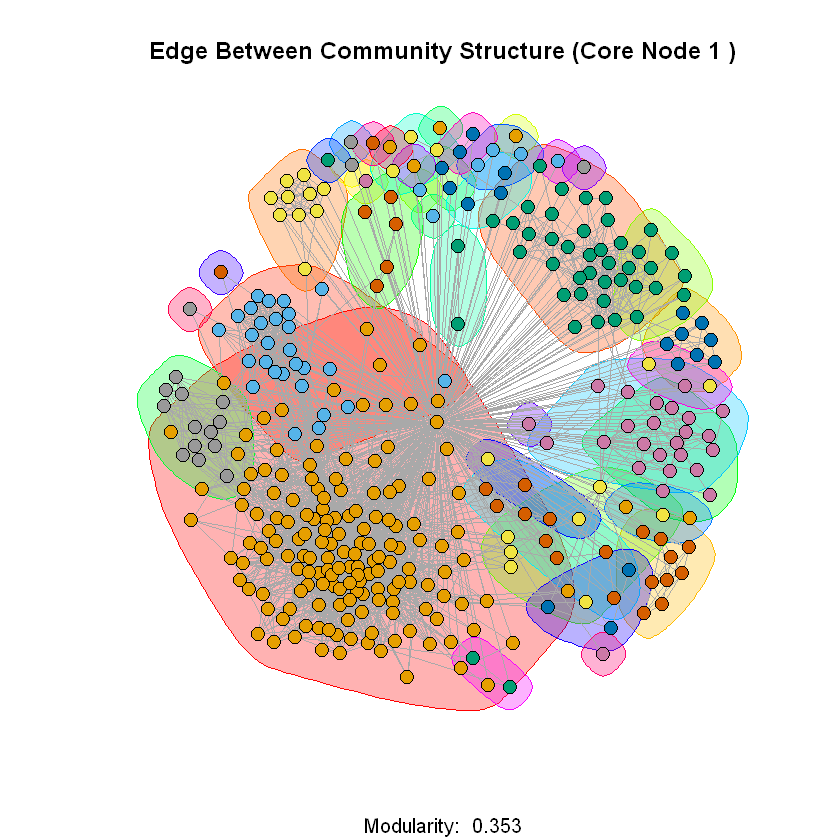 Edge Between Community Structure (Core Node 1 )
Modularity:  0.353